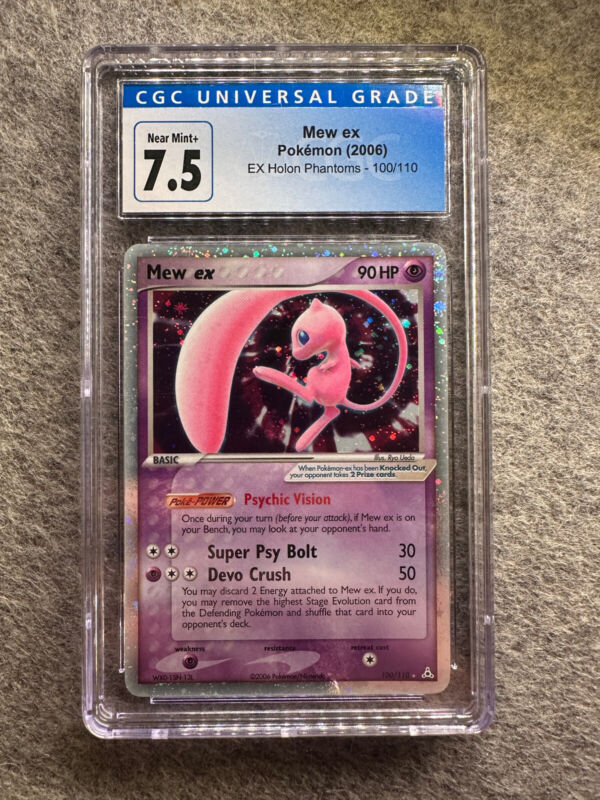 CGC UNIVERSAL GRADE
Near Mint+
7.5
Mew ex
Pokémon (2006)
EX Holon Phantoms - 100/110
CGC
Mew ex
90 HP
Illus. Ryo Ueda
BASIC
When Pokémon-ex has been Knocked Out,
your opponent takes 2 Prize cards.
Poké-POWER Psychic Vision
Once during your turn (before your attack), if Mew ex is on
your Bench, you may look at your opponent's hand.
Super Psy Bolt 30
Devo Crush 50
You may discard 2 Energy attached to Mew ex. If you do,
you may remove the highest Stage Evolution card from
the Defending Pokémon and shuffle that card into your
opponent's deck.
weakness resistance retreat cost
©2006 Pokémon/Nintendo
100/110